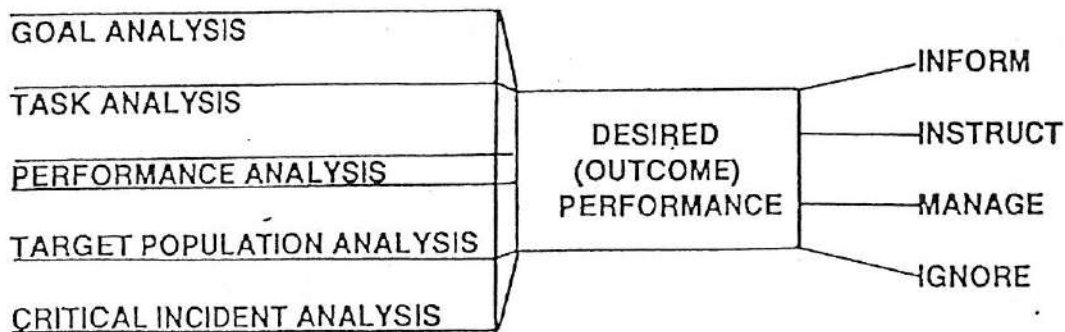 GOAL ANALYSIS
TASK ANALYSIS
PERFORMANCE ANALYSIS
TARGET POPULATION ANALYSIS
CRITICAL INCIDENT ANALYSIS
DESIRED
(OUTCOME)
PERFORMANCE
INFORM
INSTRUCT
MANAGE
IGNORE